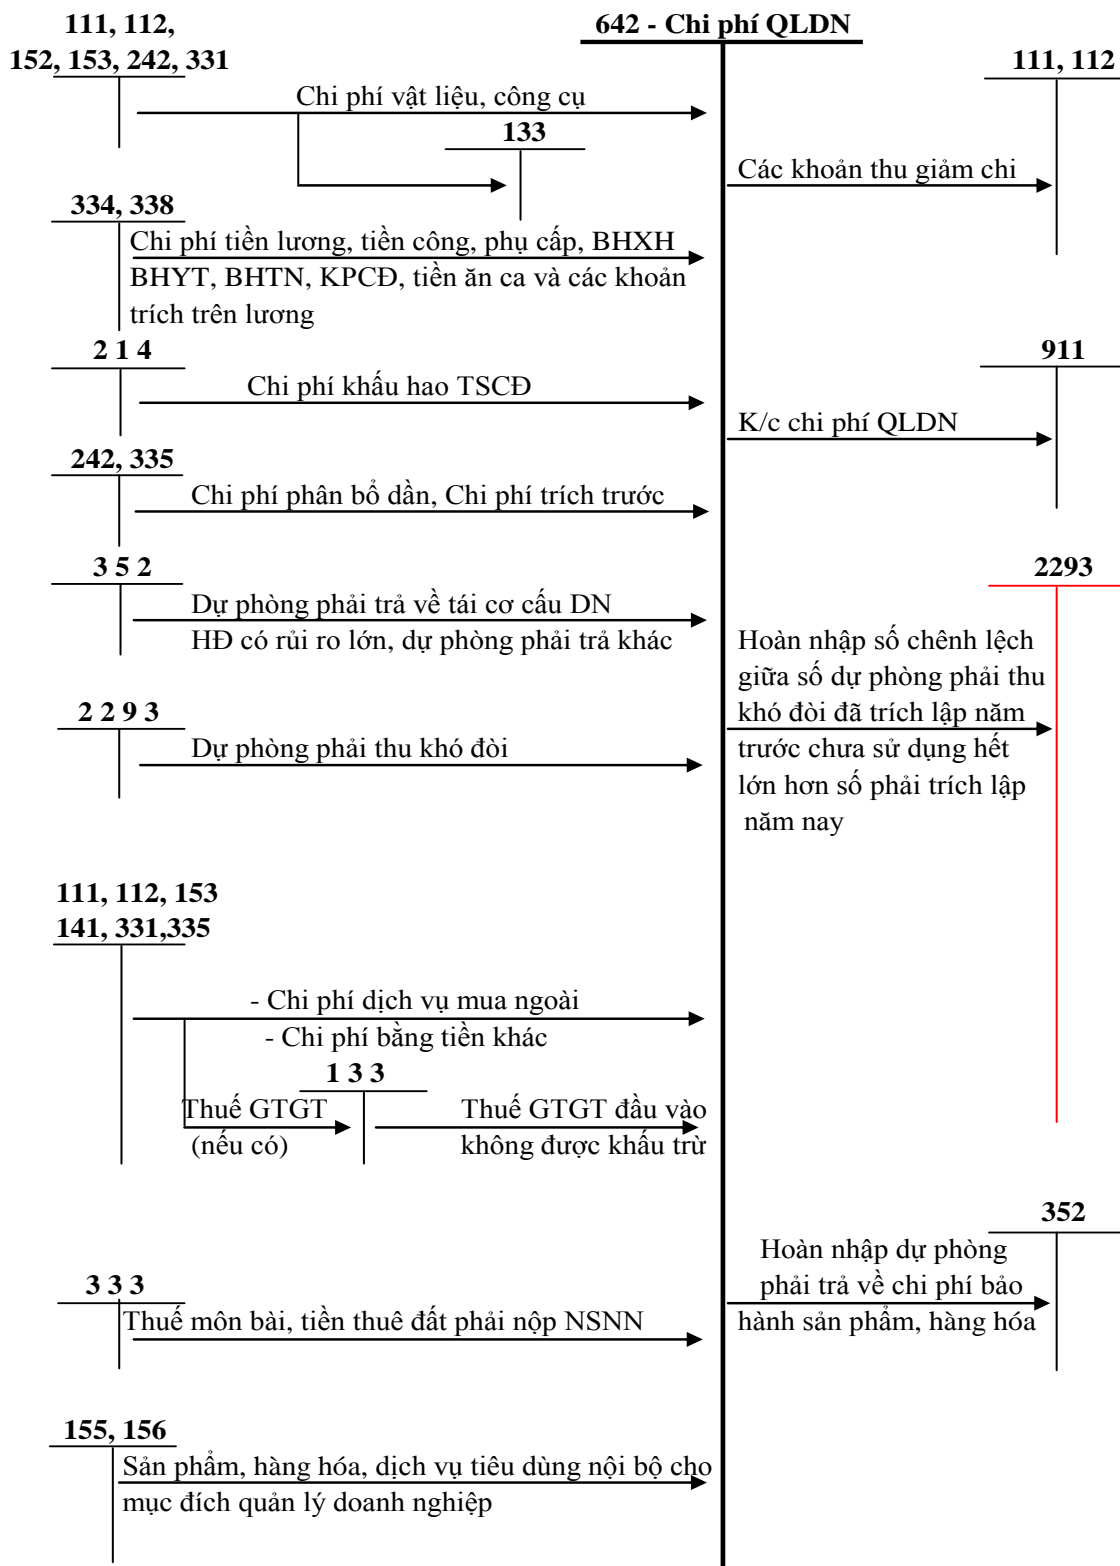 111, 112,
152, 153, 242, 331
642 - Chi phí QLDN
111, 112
Chi phí vật liệu, công cụ
133
Các khoản thu giảm chi
334, 338
Chi phí tiền lương, tiền công, phụ cấp, BHXH
BHYT, BHTN, KPCĐ, tiền ăn ca và các khoản
trích trên lương
2 1 4
Chi phí khấu hao TSCĐ
911
K/c chi phí QLDN
242, 335
Chi phí phân bổ dần, Chi phí trích trước
3 5 2
Dự phòng phải trả về tái cơ cấu DN
HĐ có rủi ro lớn, dự phòng phải trả khác
2293
Hoàn nhập số chênh lệch
giữa số dự phòng phải thu
khó đòi đã trích lập năm
trước chưa sử dụng hết
lớn hơn số phải trích lập
năm nay
2 2 9 3
Dự phòng phải thu khó đòi
111, 112, 153
141, 331,335
- Chi phí dịch vụ mua ngoài
- Chi phí bằng tiền khác
1 3 3
Thuế GTGT
(nếu có)
Thuế GTGT đầu vào
không được khấu trừ
352
Hoàn nhập dự phòng
phải trả về chi phí bảo
hành sản phẩm, hàng hóa
3 3 3
Thuế môn bài, tiền thuê đất phải nộp NSNN
155, 156
Sản phẩm, hàng hóa, dịch vụ tiêu dùng nội bộ cho
mục đích quản lý doanh nghiệp